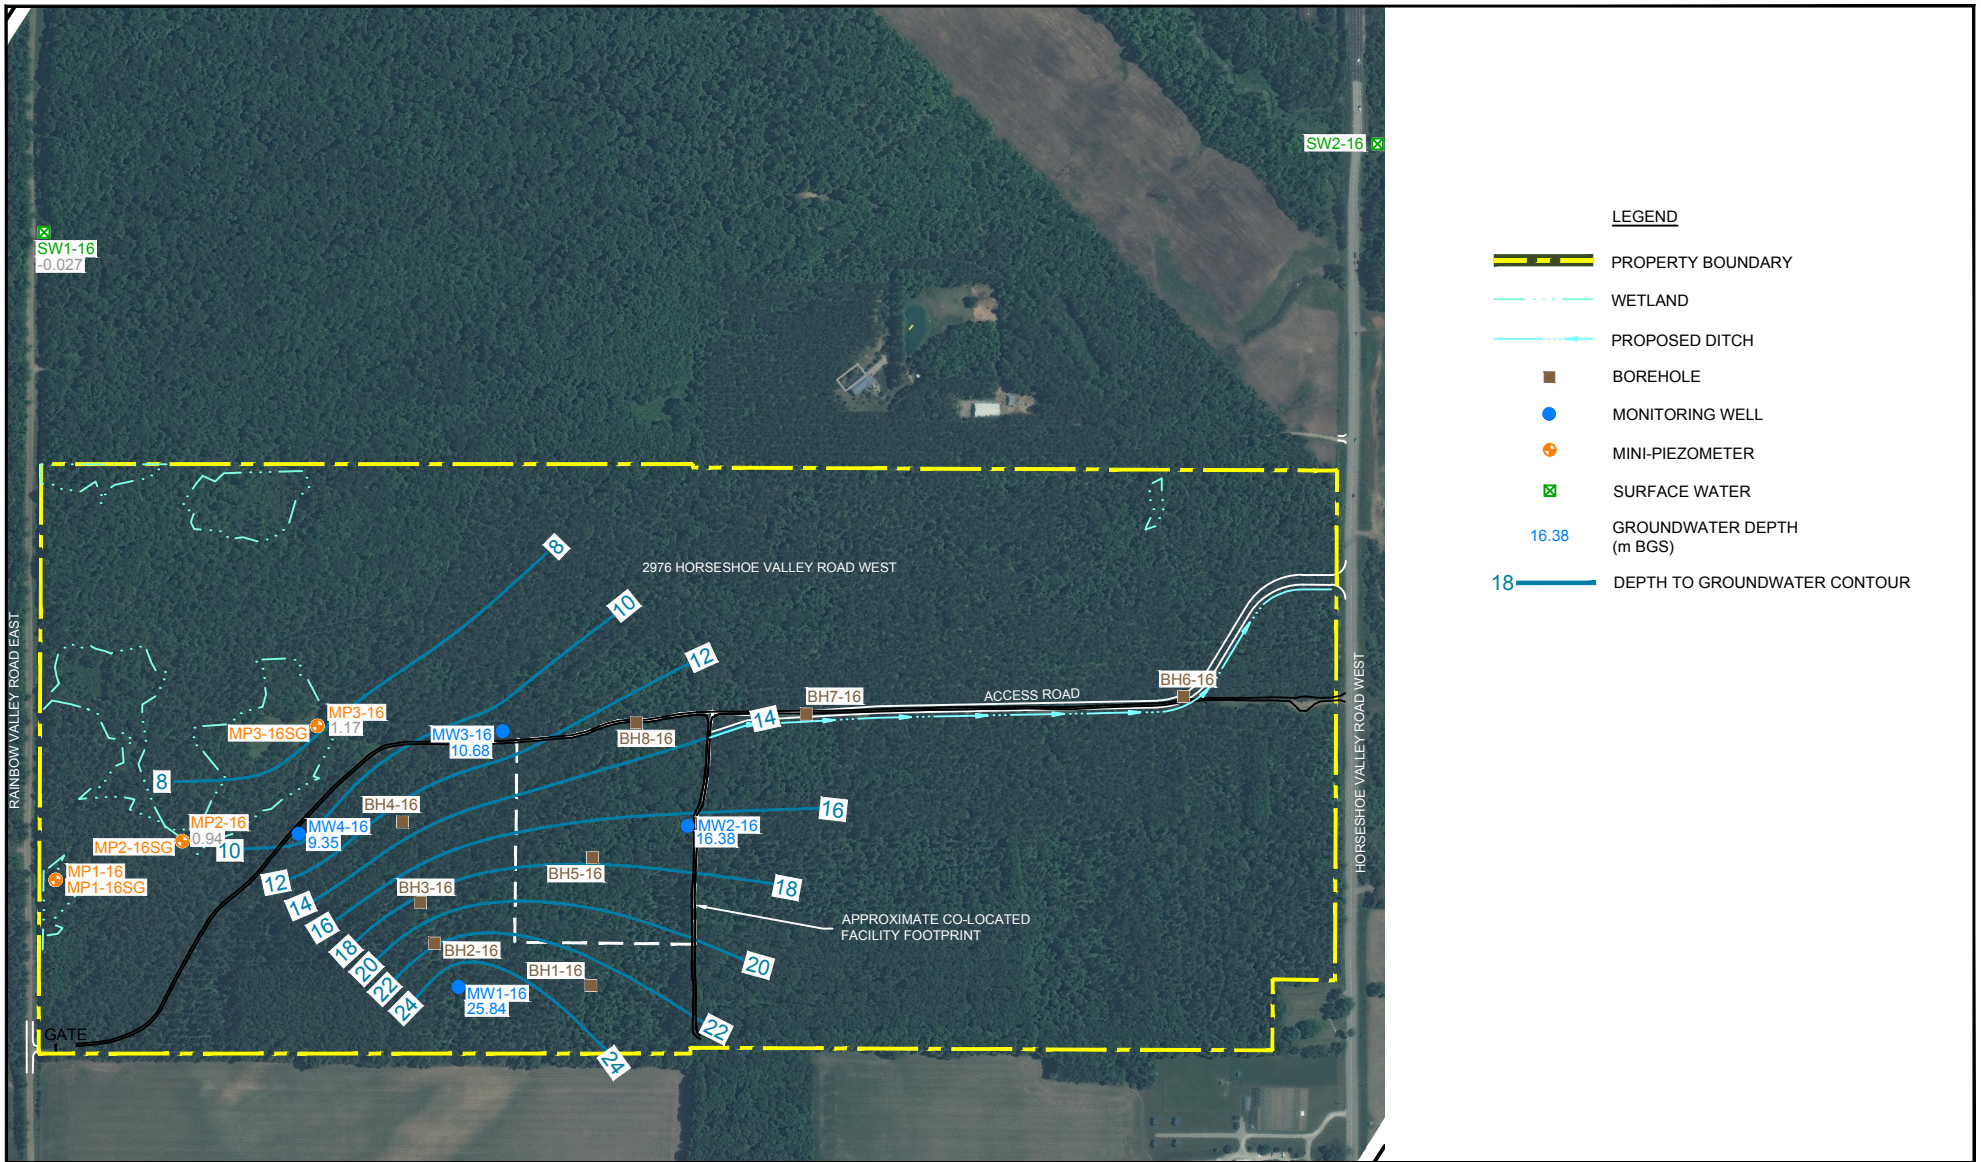 SW2-16
SW1-16
-0.027
LEGEND
PROPERTY BOUNDARY
WETLAND
PROPOSED DITCH
BOREHOLE
MONITORING WELL
MINI-PIEZOMETER
SURFACE WATER
16.38
GROUNDWATER DEPTH
(m BGS)
18
DEPTH TO GROUNDWATER CONTOUR
8
2976 HORSESHOE VALLEY ROAD WEST
10
12
RAINBOW VALLEY ROAD EAST
HORSESHOE VALLEY ROAD WEST
BH6-16
ACCESS ROAD
BH7-16
14
MP3-16
1.17
MP3-16SG
MW3-16
10.68
BH8-16
8
BH4-16
16
MP2-16
0.94
MP2-16SG
10
MW4-16
9.35
MW2-16
16.38
MP1-16
MP1-16SG
BH5-16
12
BH3-16
18
14
16
APPROXIMATE CO-LOCATED
FACILITY FOOTPRINT
18
BH2-16
20
20
BH1-16
22
MW1-16
25.84
24
22
GATE
24